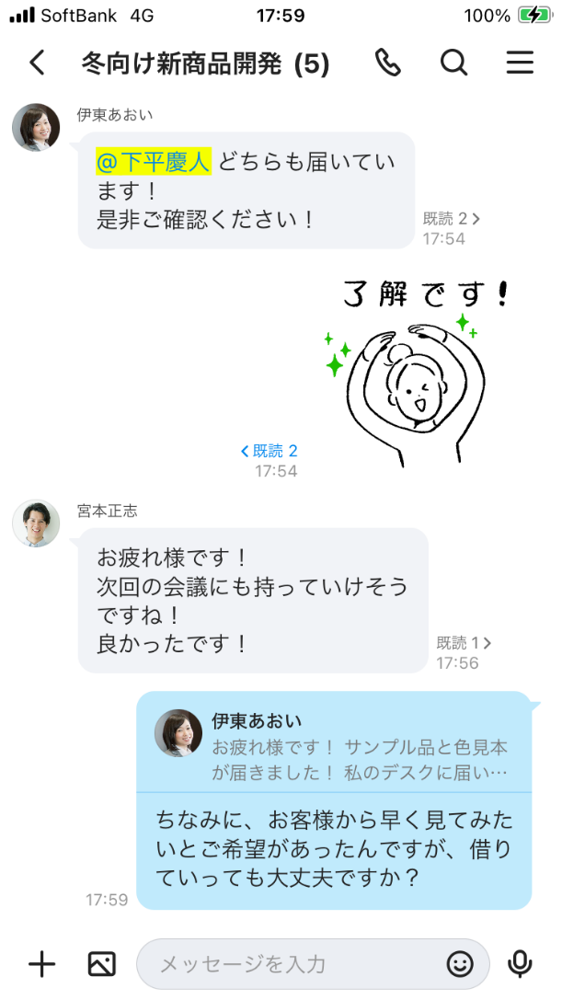 SoftBank 4G 17:59 100%
冬向け新商品開発 (5)
伊東あおい
@下平慶人 どちらも届いてい
ます！
是非ご確認ください！
既読 2
17:54
了解です！
既読 2
17:54
宮本正志
お疲れ様です！
次回の会議にも持っていけそう
ですね！
良かったです！
既読 1
17:56
伊東あおい
お疲れ様です！ サンプル品と色見本
が届きました！ 私のデスクに届い…
ちなみに、お客様から早く見てみた
いとご希望があったんですが、借り
ていっても大丈夫ですか？
17:59
メッセージを入力